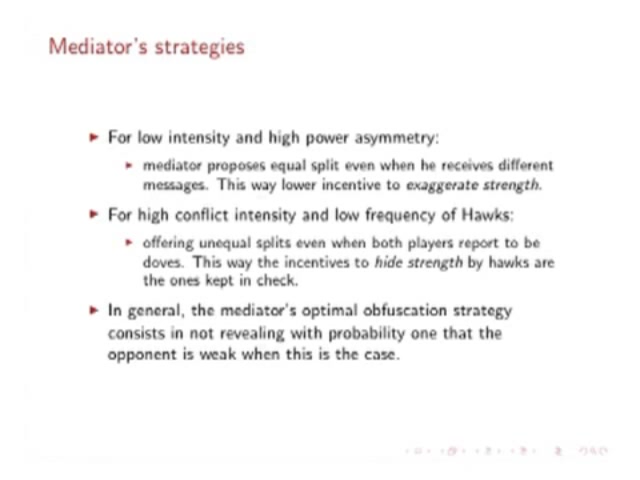 Mediator's strategies
For low intensity and high power asymmetry:
mediator proposes equal split even when he receives different
messages. This way lower incentive to exaggerate strength.
For high conflict intensity and low frequency of Hawks:
offering unequal splits even when both players report to be
doves. This way the incentives to hide strength by hawks are
the ones kept in check.
In general, the mediator's optimal obfuscation strategy
consists in not revealing with probability one that the
opponent is weak when this is the case.